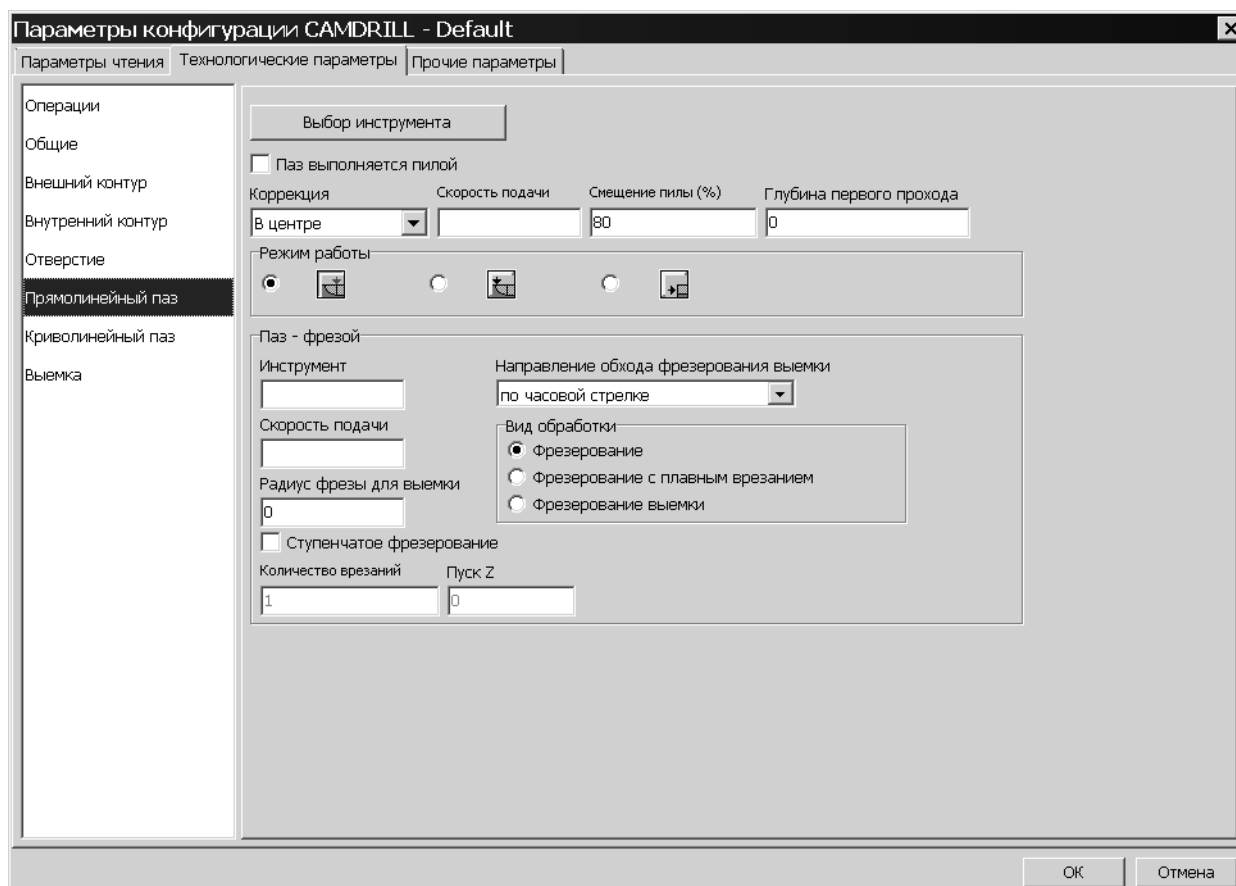 Параметры конфигурации CAMDRILL - Default
Параметры чтения Технологические параметры Прочие параметры
Операции
Общие
Внешний контур
Внутренний контур
Отверстие
Прямолинейный паз
Криволинейный паз
Выемка
Выбор инструмента
Паз выполняется пилой
Коррекция Скорость подачи Смещение пилы (%) Глубина первого прохода
В центре 80 0
Режим работы
Паз - фрезой
Инструмент Направление обхода фрезерования выемки
по часовой стрелке
Скорость подачи Вид обработки
Фрезерование
Фрезерование с плавным врезанием
Радиус фрезы для выемки
0 Фрезерование выемки
Ступенчатое фрезерование
Количество врезаний Пуск Z
1 0
ОК Отмена